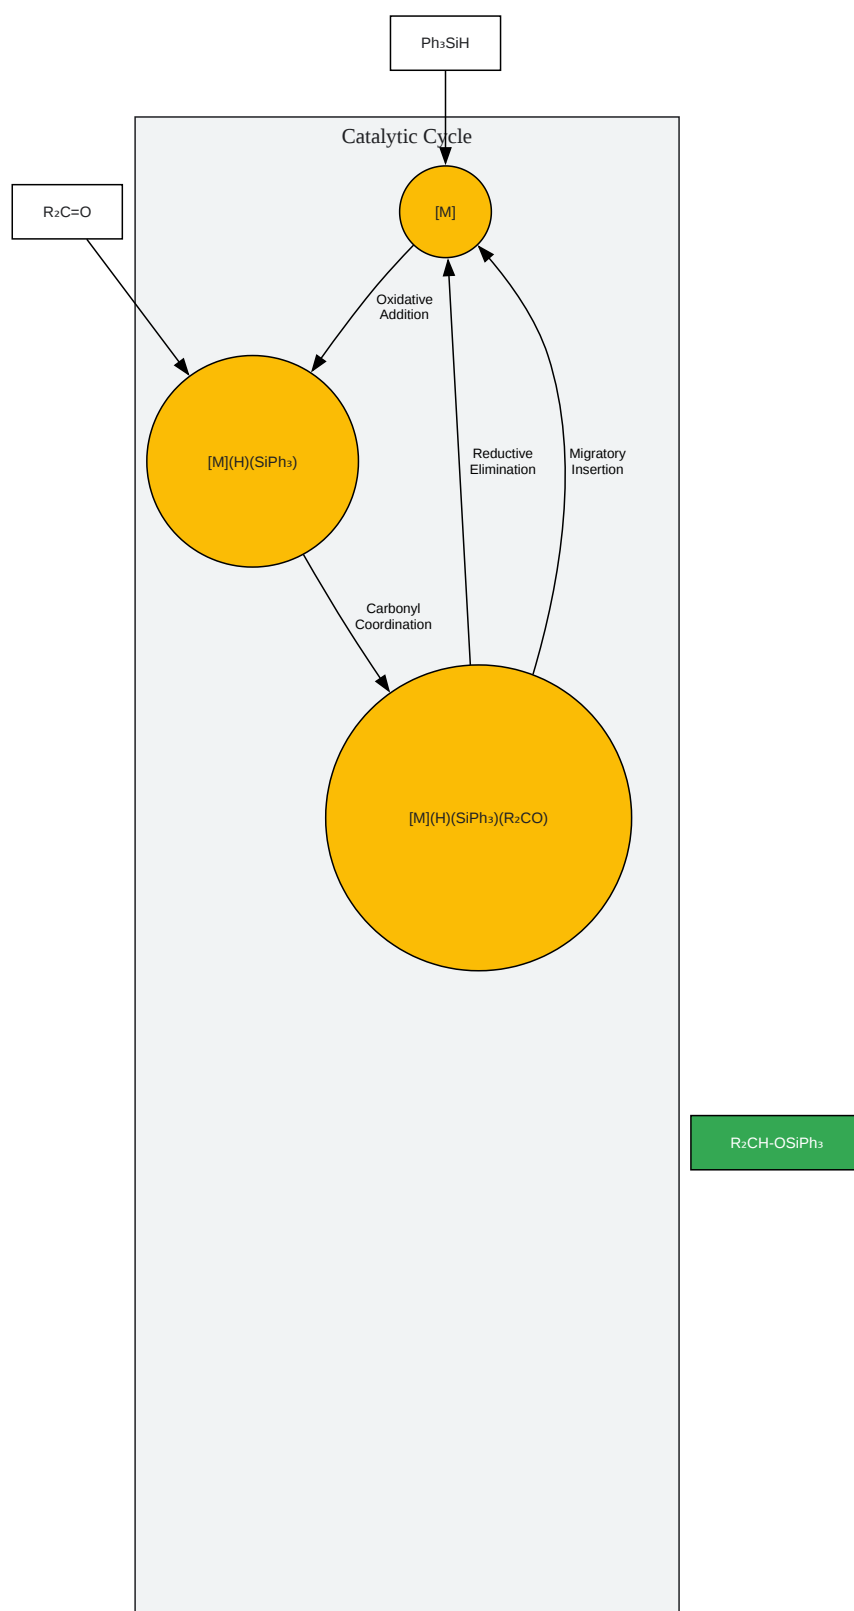 Ph₃SiH
Catalytic Cycle
R₂C=O
[M]
Oxidative
Addition
[M](H)(SiPh₃)
Reductive
Elimination
Migratory
Insertion
Carbonyl
Coordination
[M](H)(SiPh₃)(R₂CO)
R₂CH-OSiPh₃